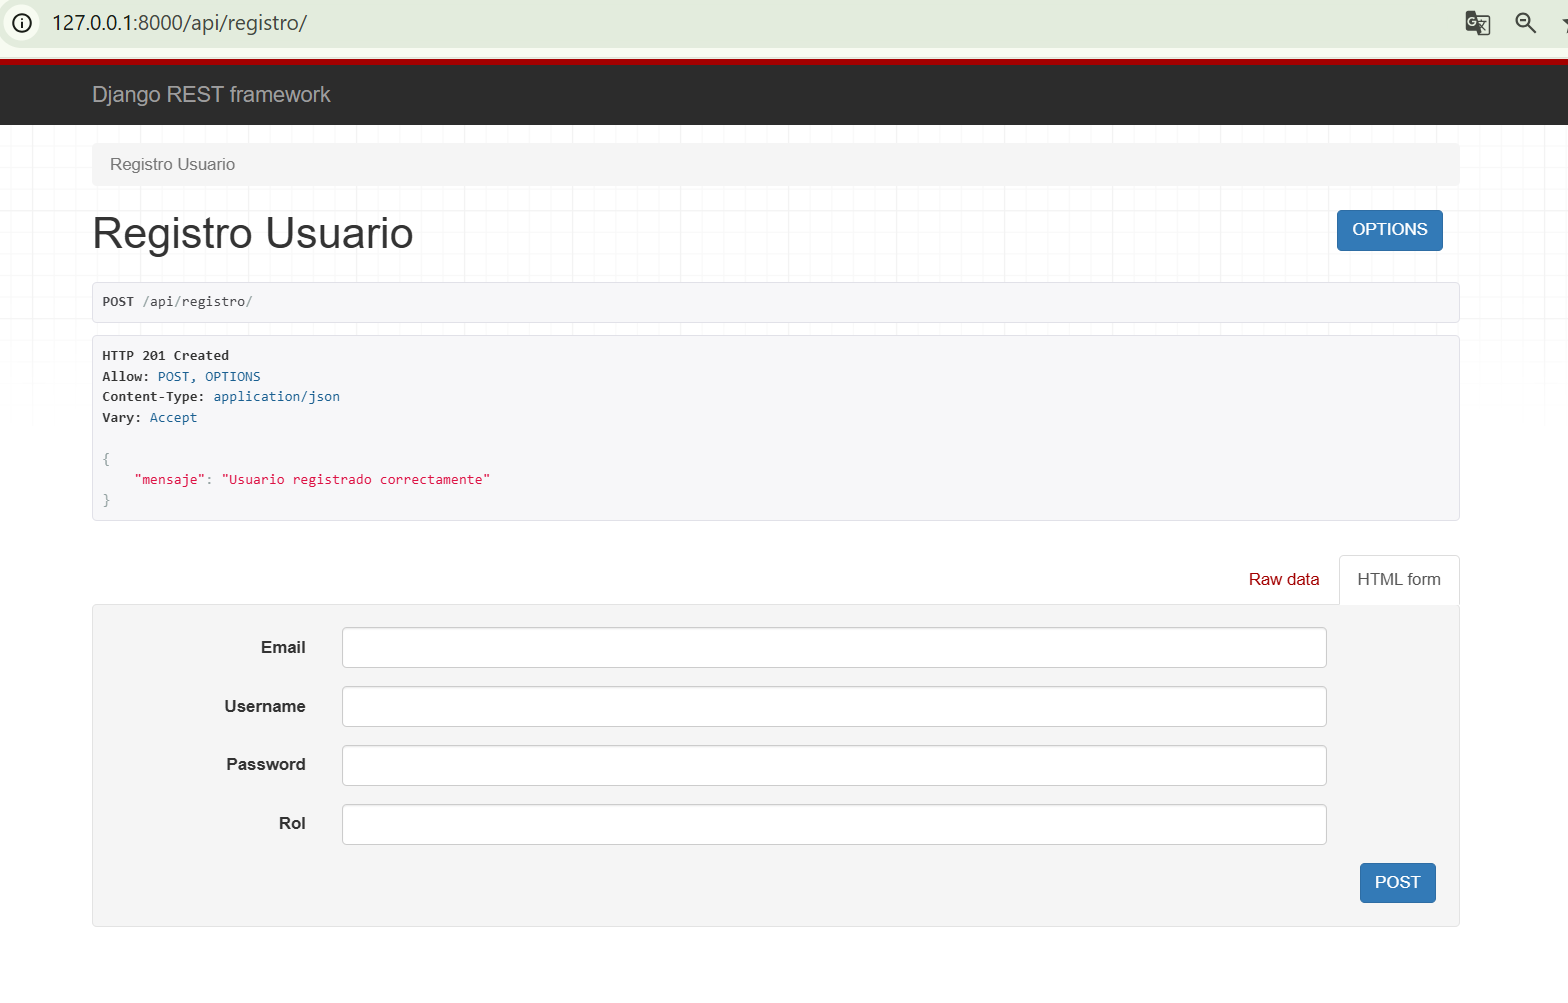 127.0.0.1:8000/api/registro/
Django REST framework
Registro Usuario
Registro Usuario
OPTIONS
POST /api/registro/
HTTP 201 Created
Allow: POST, OPTIONS
Content-Type: application/json
Vary: Accept
{
    "mensaje": "Usuario registrado correctamente"
}
Raw data
HTML form
Email
Username
Password
Rol
POST